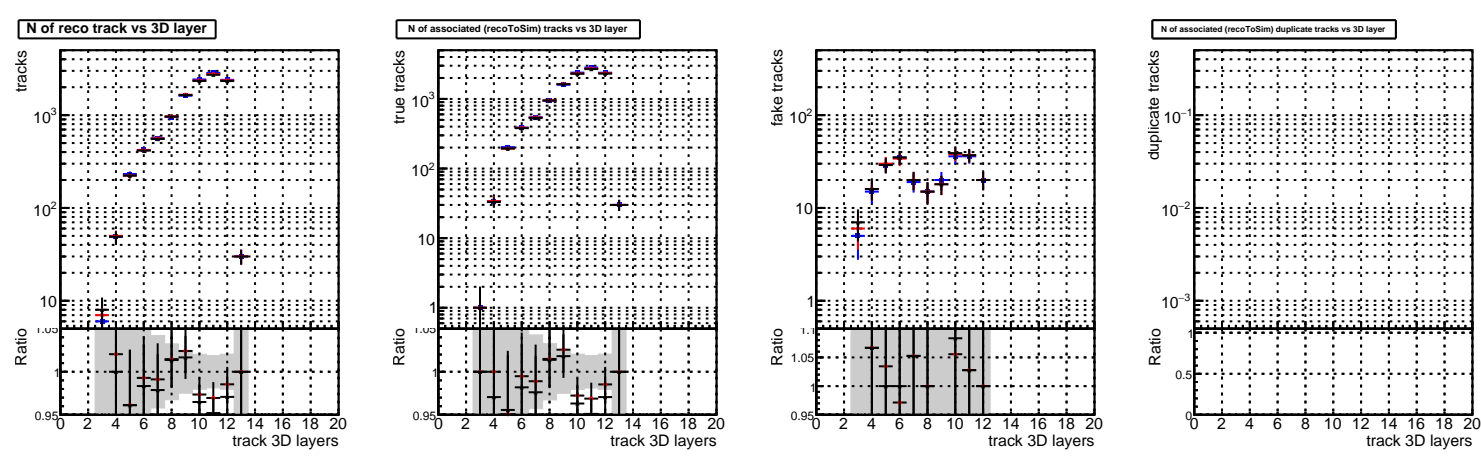 N of reco track vs 3D layer
tracks
10³
10²
10
Ratio
1.05
1
0.95
0 2 4 6 8 10 12 14 16 18 20
track 3D layers
N of associated (recoToSim) tracks vs 3D layer
true tracks
10³
10²
10
1
Ratio
1.05
1
0.95
0 2 4 6 8 10 12 14 16 18 20
track 3D layers
fake tracks
10²
10
1
Ratio
1.1
1.05
1
0.95
0 2 4 6 8 10 12 14 16 18 20
track 3D layers
N of associated (recoToSim) duplicate tracks vs 3D layer
duplicate tracks
10⁻¹
10⁻²
10⁻³
Ratio
1
0.5
0
0 2 4 6 8 10 12 14 16 18 20
track 3D layers